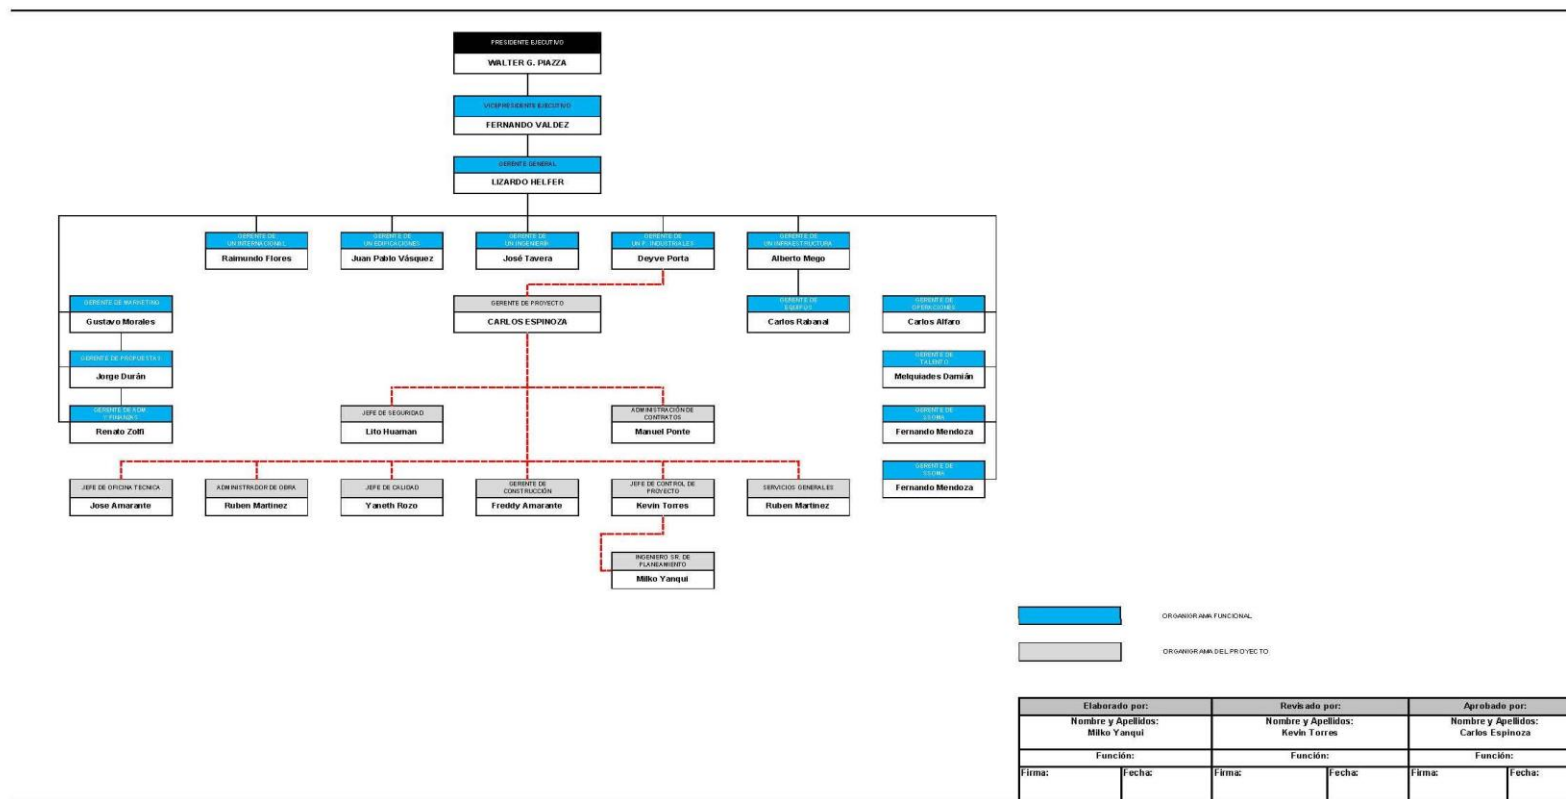 PRESIDENTE EJECUTIVO
WALTER G. PIAZZA
VICEPRESIDENTE EJECUTIVO
FERNANDO VALDEZ
GERENTE GENERAL
LIZARDO HELFER
GERENTE DE
UN INTERNACIONAL
Raimundo Flores
GERENTE DE
UN EDIFICACIONES
Juan Pablo Vásquez
GERENTE DE
UN INGENIERÍA
José Tavera
GERENTE DE
UN P. INDUSTRIALES
Deyve Porta
GERENTE DE
UN INFRAESTRUCTURA
Alberto Mego
GERENTE DE MARKETING
Gustavo Morales
GERENTE DE PROYECTO
CARLOS ESPINOZA
GERENTE DE
EQUIPOS
Carlos Rabanal
GERENTE DE
OPERACIONES
Carlos Alfaro
GERENTE DE PROPUESTAS
Jorge Durán
GERENTE DE
TALENTO
Melquiades Damián
GERENTE DE ADM.
Y FINANZAS
Renato Zolfi
JEFE DE SEGURIDAD
Lito Huaman
ADMINISTRACIÓN DE
CONTRATOS
Manuel Ponte
GERENTE DE
SSOMA
Fernando Mendoza
GERENTE DE
SSOMA
Fernando Mendoza
JEFE DE OFICINA TECNICA
Jose Amarante
ADMINISTRADOR DE OBRA
Ruben Martinez
JEFE DE CALIDAD
Yaneth Rozo
GERENTE DE
CONSTRUCCIÓN
Freddy Amarante
JEFE DE CONTROL DE
PROYECTO
Kevin Torres
SERVICIOS GENERALES
Ruben Martinez
INGENIERO SR. DE
PLANEAMIENTO
Milko Yanqui
ORGANIGRAMA FUNCIONAL
ORGANIGRAMA DEL PROYECTO
Elaborado por: Revisado por: Aprobado por:
Nombre y Apellidos: Nombre y Apellidos: Nombre y Apellidos:
Milko Yanqui Kevin Torres Carlos Espinoza
Función: Función: Función:
Firma: Fecha: Firma: Fecha: Firma: Fecha: